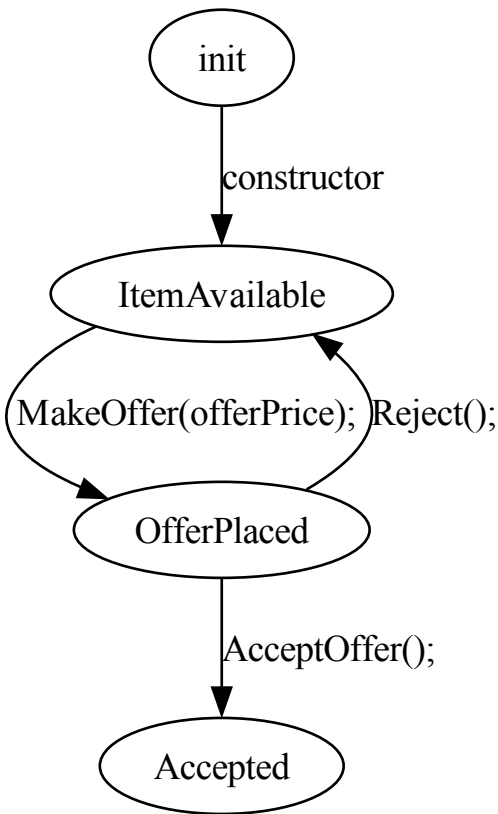 init
constructor
ItemAvailable
MakeOffer(offerPrice);
Reject();
OfferPlaced
AcceptOffer();
Accepted